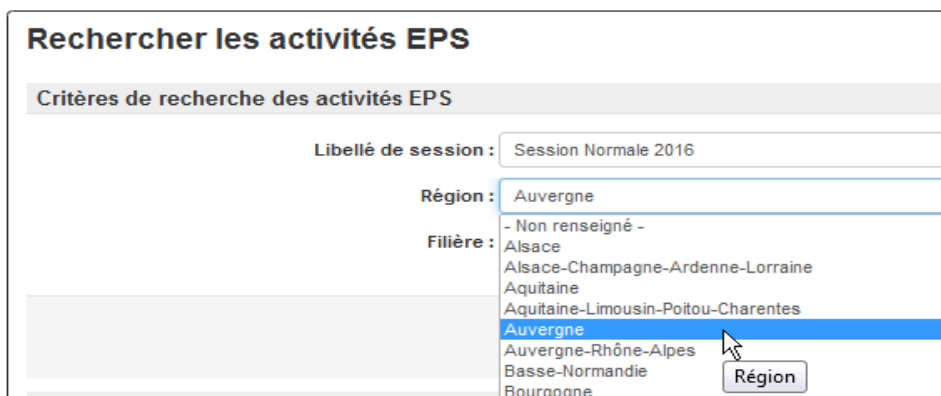 Rechercher les activités EPS
Critères de recherche des activités EPS
Libellé de session : Session Normale 2016
Région : Auvergne
- Non renseigné -
Filière : Alsace
Alsace-Champagne-Ardenne-Lorraine
Aquitaine
Aquitaine-Limousin-Poitou-Charentes
Auvergne
Auvergne-Rhône-Alpes
Basse-Normandie
Région
Bourgogne